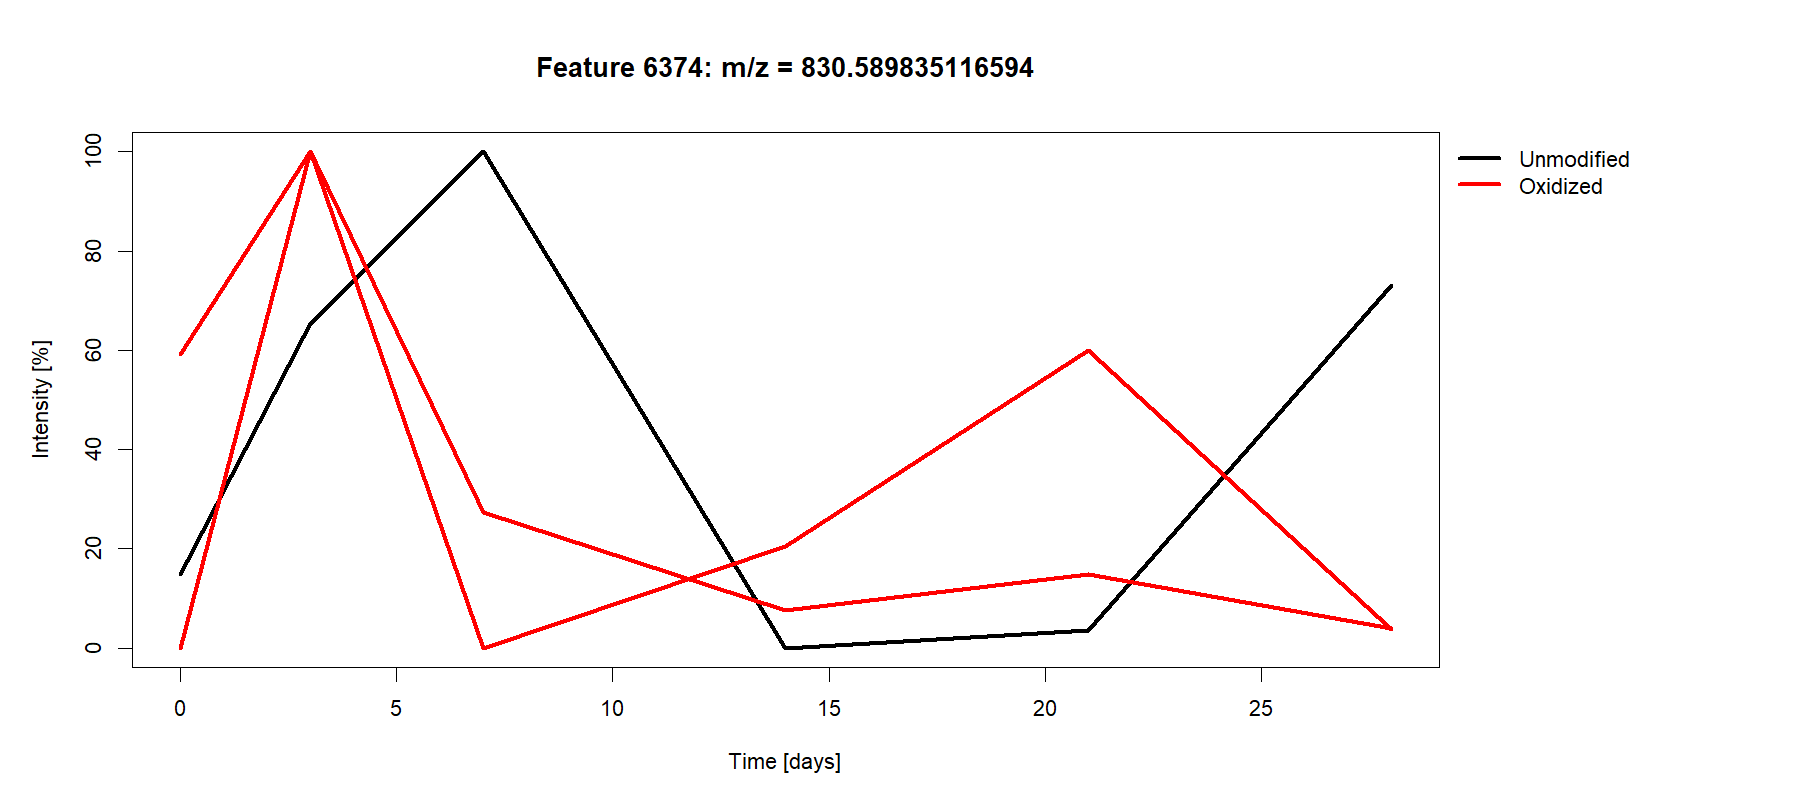 Feature 6374: m/z = 830.589835116594
Unmodified
Oxidized
Intensity [%]
100
80
60
40
20
0
0 5 10 15 20 25
Time [days]